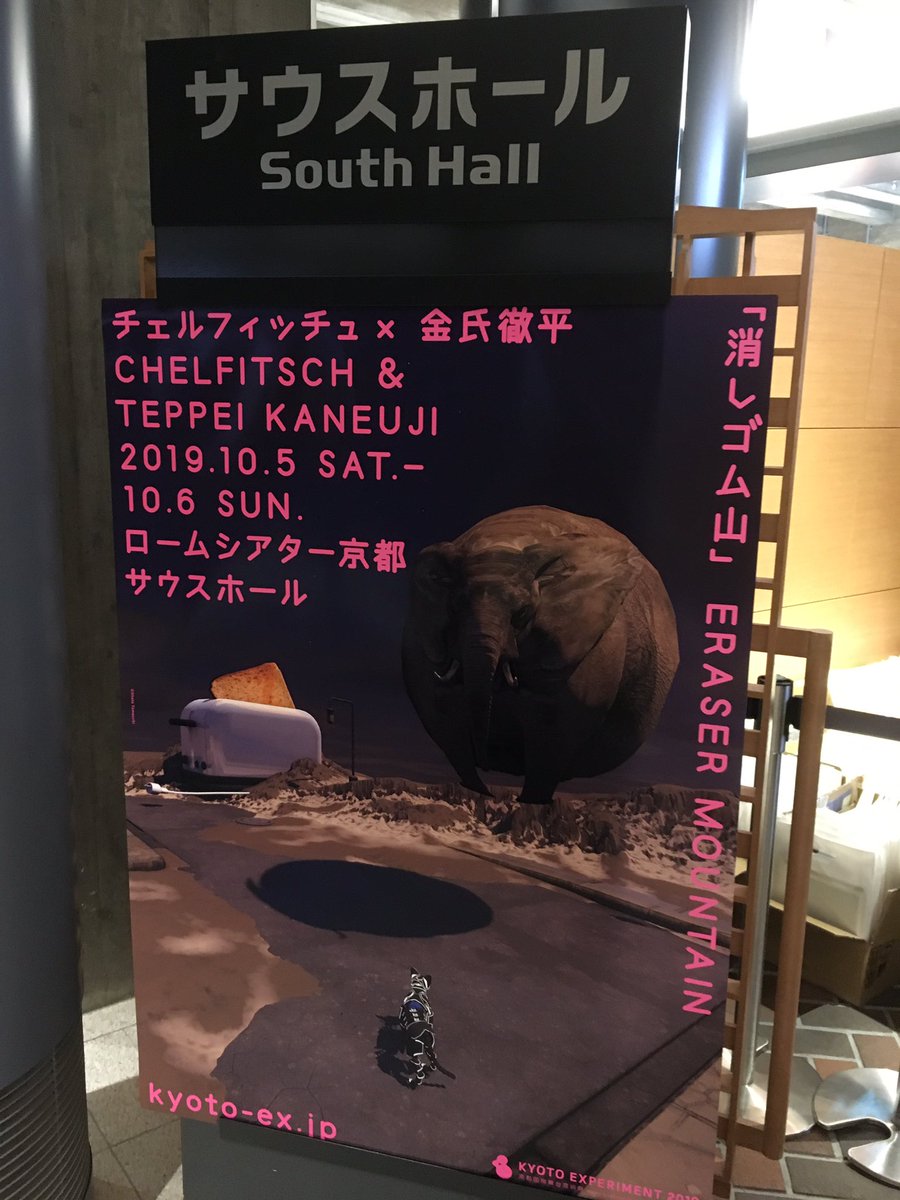 サウスホール
South Hall
チェルフィッチュ × 金氏徹平
CHELFITSCH &
TEPPEI KANEUJI
2019.10.5 SAT.–
10.6 SUN.
ロームシアター京都
サウスホール
「消しゴム山」 ERASER MOUNTAIN
kyoto-ex.jp
KYOTO EXPERIMENT 2019